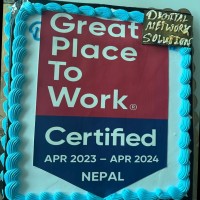 Great
Place
To
Work®
Certified
APR 2023 – APR 2024
NEPAL
DIGITAL
NETWORK
SOLUTION